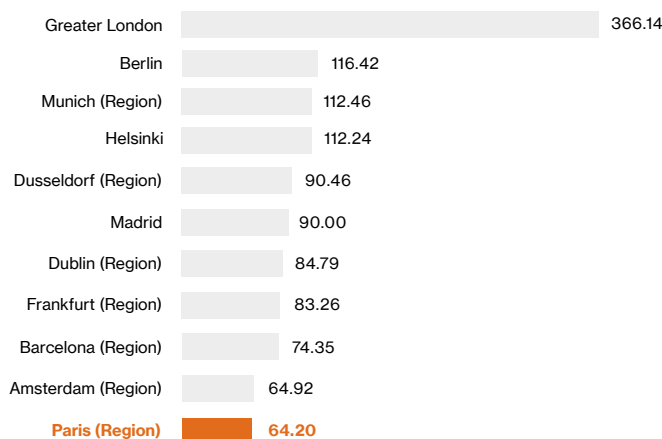 Greater London 366.14
Berlin 116.42
Munich (Region) 112.46
Helsinki 112.24
Dusseldorf (Region) 90.46
Madrid 90.00
Dublin (Region) 84.79
Frankfurt (Region) 83.26
Barcelona (Region) 74.35
Amsterdam (Region) 64.92
Paris (Region) 64.20